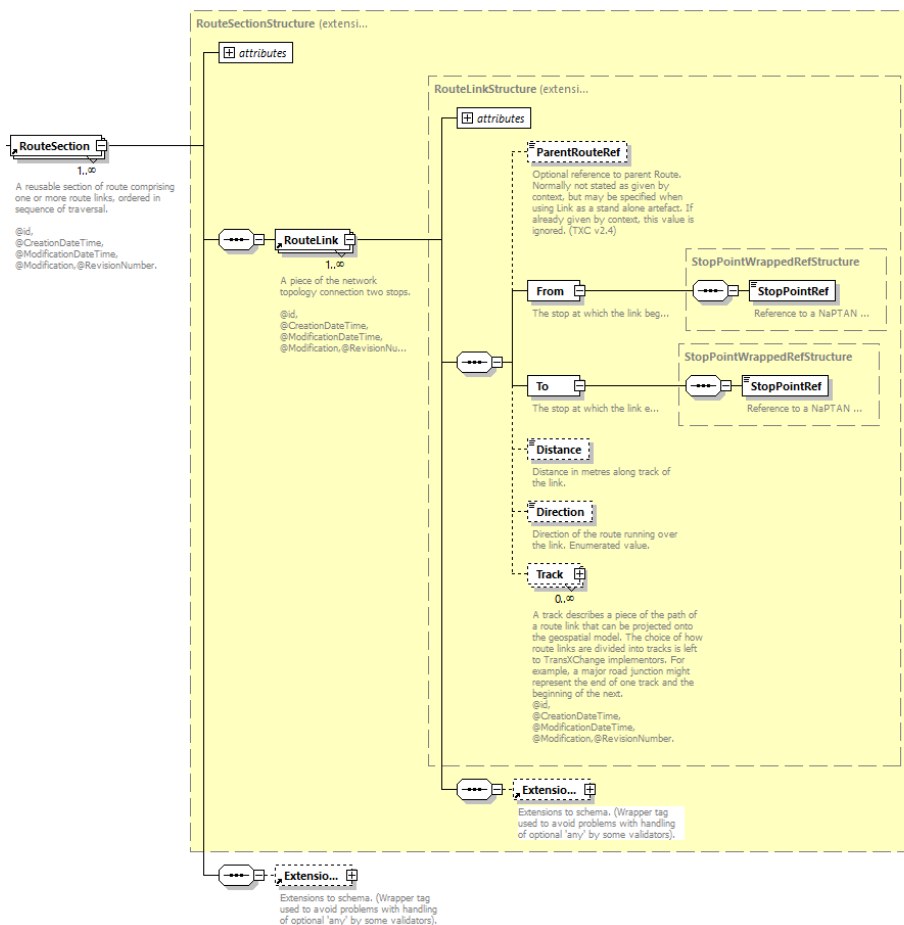 RouteSectionStructure (extensi...
attributes
RouteLinkStructure (extensi...
attributes
RouteSection
1..∞
A reusable section of route comprising
one or more route links, ordered in
sequence of traversal.
@id,
@CreationDateTime,
@ModificationDateTime,
@Modification,@RevisionNumber.
RouteLink
1..∞
A piece of the network
topology connection two stops.
@id,
@CreationDateTime,
@ModificationDateTime,
@Modification,@RevisionNu...
ParentRouteRef
Optional reference to parent Route.
Normally not stated as given by
context, but may be specified when
using Link as a stand alone artefact. If
already given by context, this value is
ignored. (TXC v2.4)
StopPointWrappedRefStructure
From
StopPointRef
The stop at which the link beg...
Reference to a NaPTAN ...
StopPointWrappedRefStructure
To
StopPointRef
The stop at which the link e...
Reference to a NaPTAN ...
Distance
Distance in metres along track of
the link.
Direction
Direction of the route running over
the link. Enumerated value.
Track
0..∞
A track describes a piece of the path of
a route link that can be projected onto
the geospatial model. The choice of how
route links are divided into tracks is left
to TransXChange implementors. For
example, a major road junction might
represent the end of one track and the
beginning of the next.
@id,
@CreationDateTime,
@ModificationDateTime,
@Modification,@RevisionNumber.
Extensio...
Extensions to schema. (Wrapper tag
used to avoid problems with handling
of optional 'any' by some validators).
Extensio...
Extensions to schema. (Wrapper tag
used to avoid problems with handling
of optional 'any' by some validators).